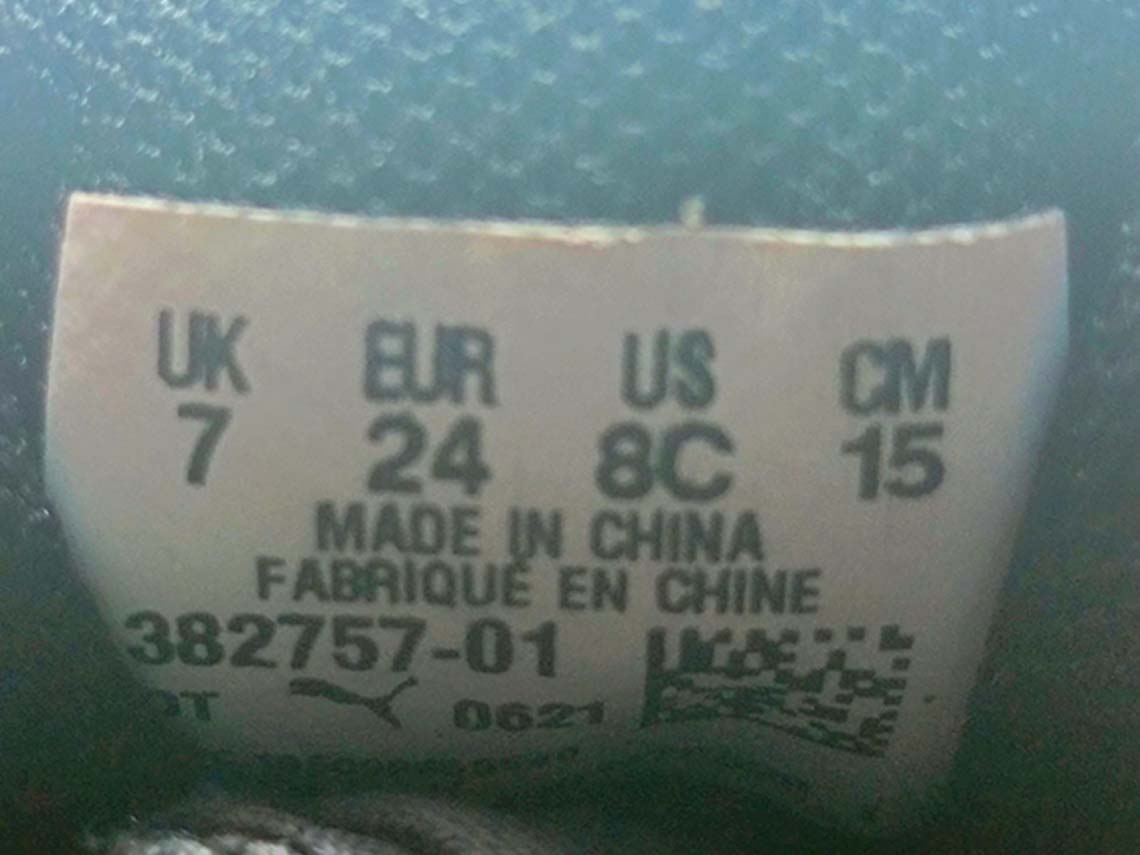 UK EUR US CM
7 24 8C 15
MADE IN CHINA
FABRIQUÉ EN CHINE
382757-01
0621